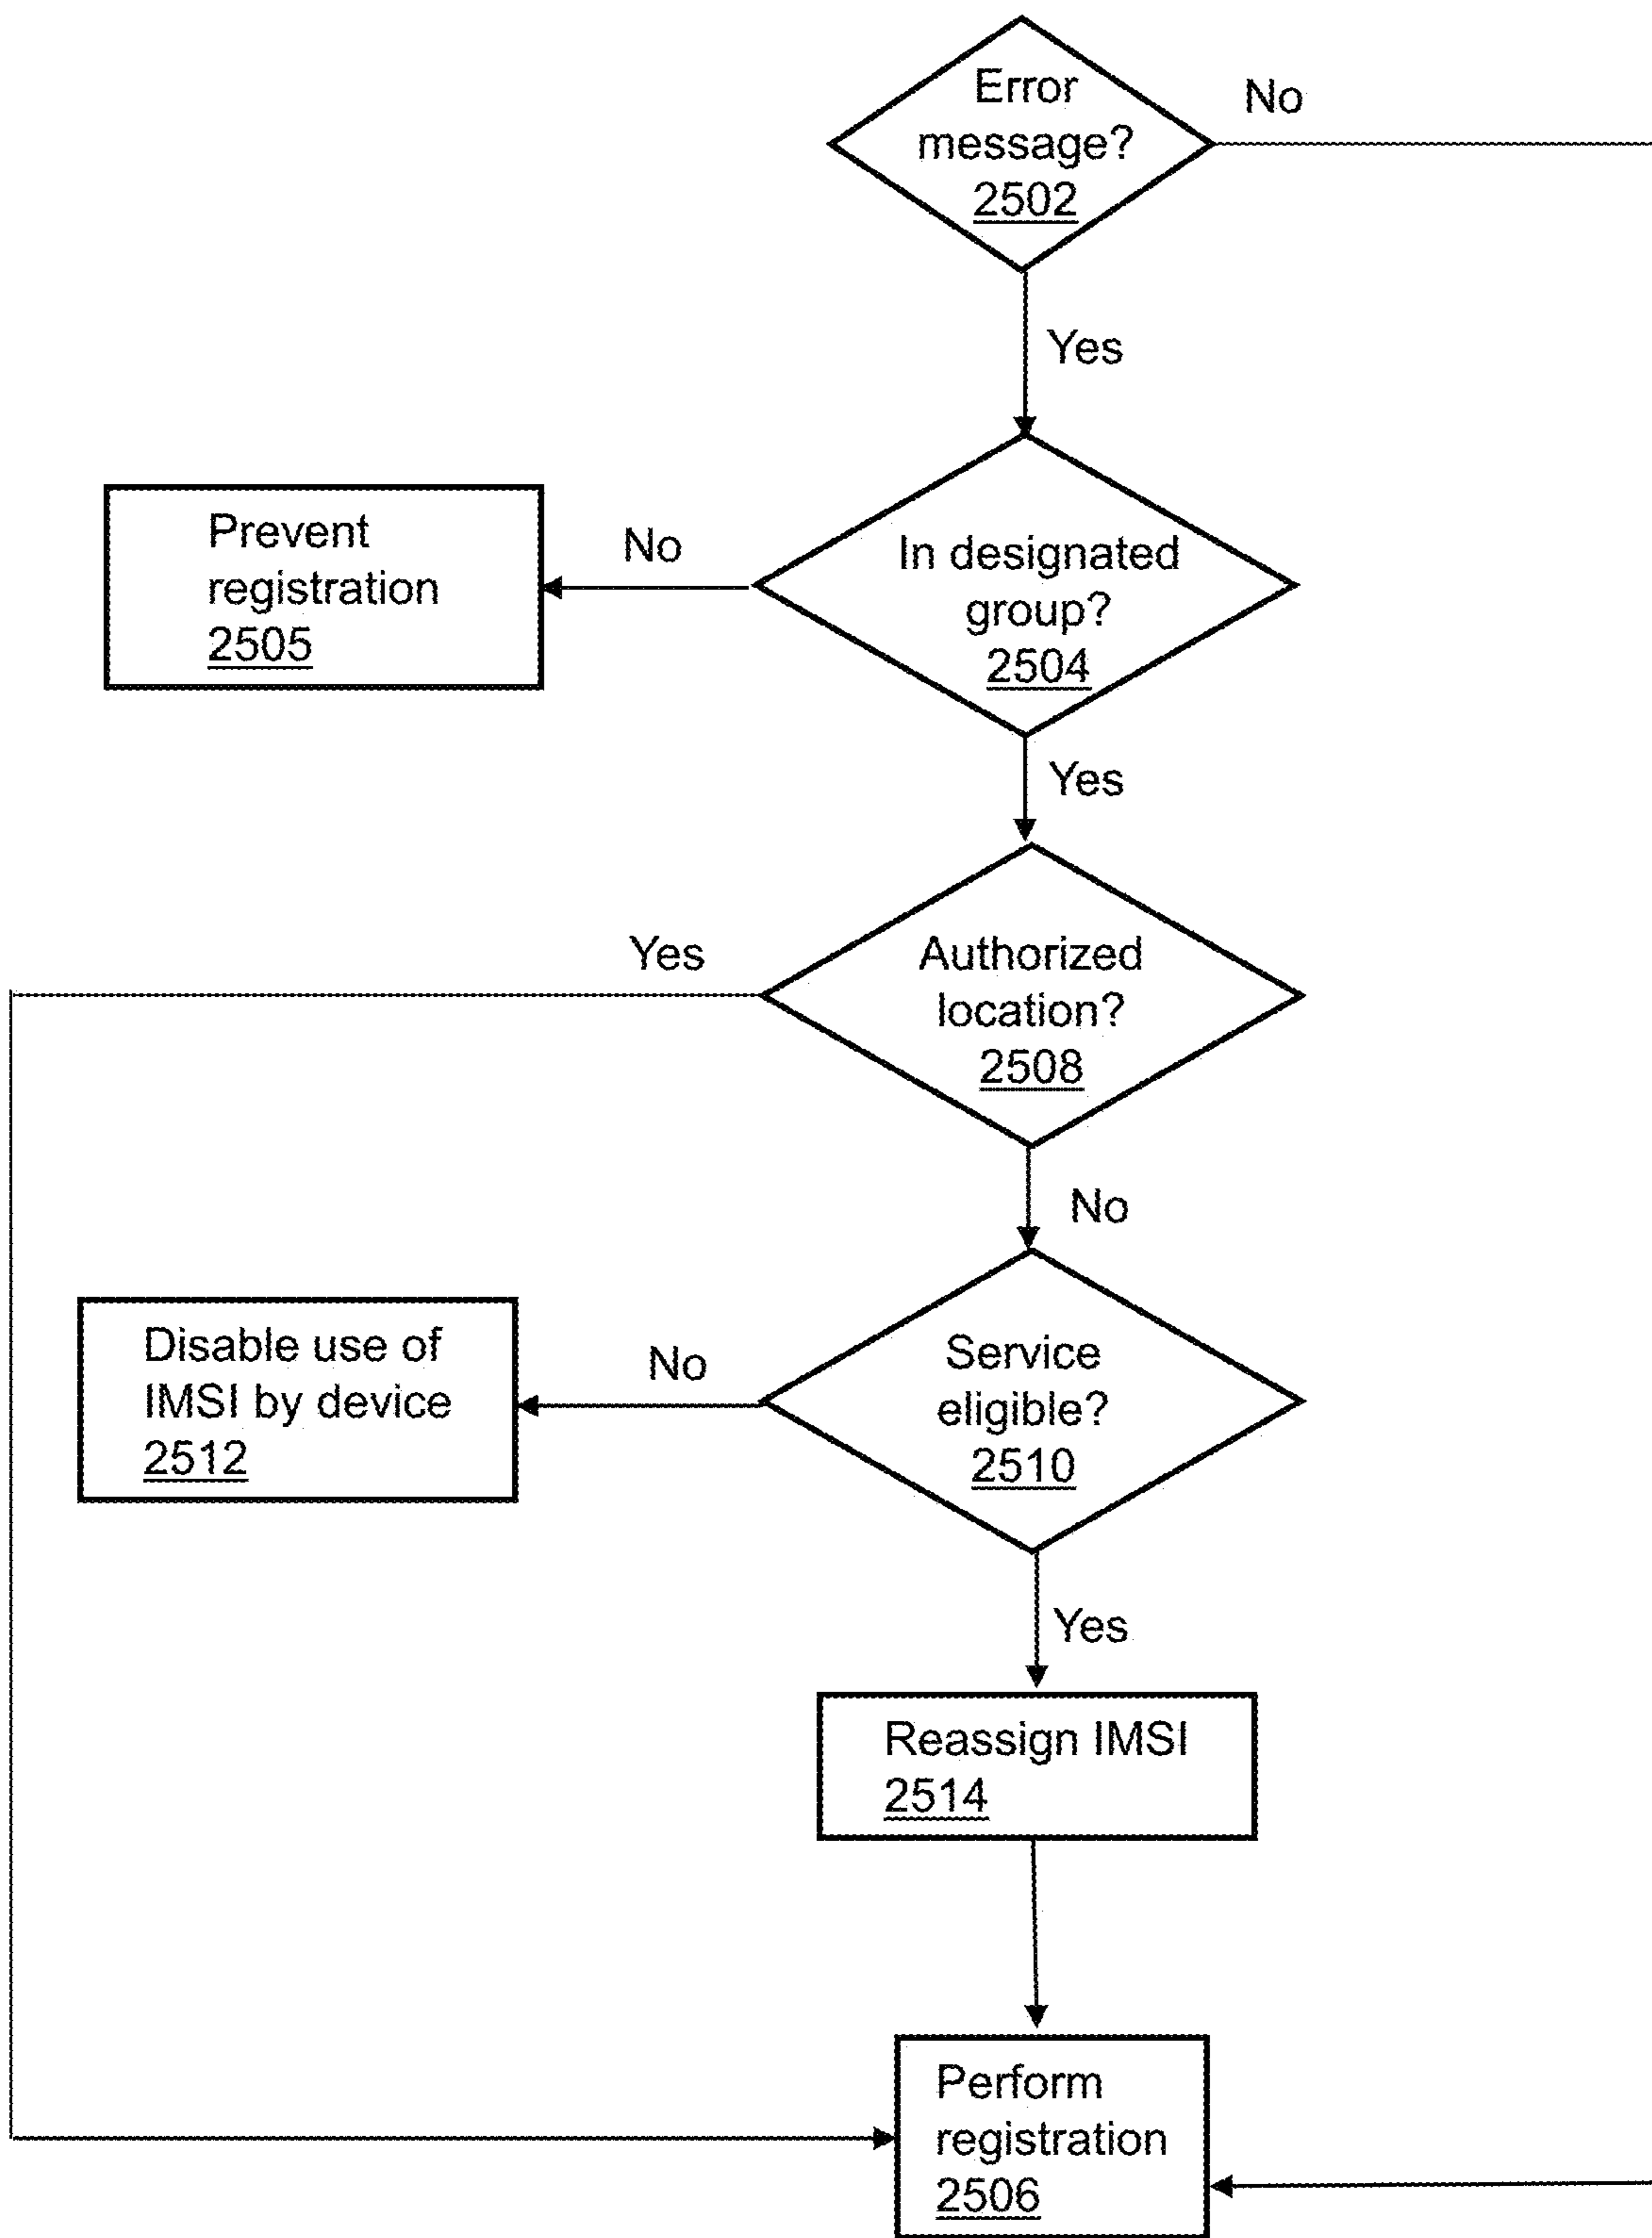 Error
message?
2502
No
Yes
Prevent
registration
2505
No
In designated
group?
2504
Yes
Yes
Authorized
location?
2508
No
Disable use of
IMSI by device
2512
No
Service
eligible?
2510
Yes
Reassign IMSI
2514
Perform
registration
2506